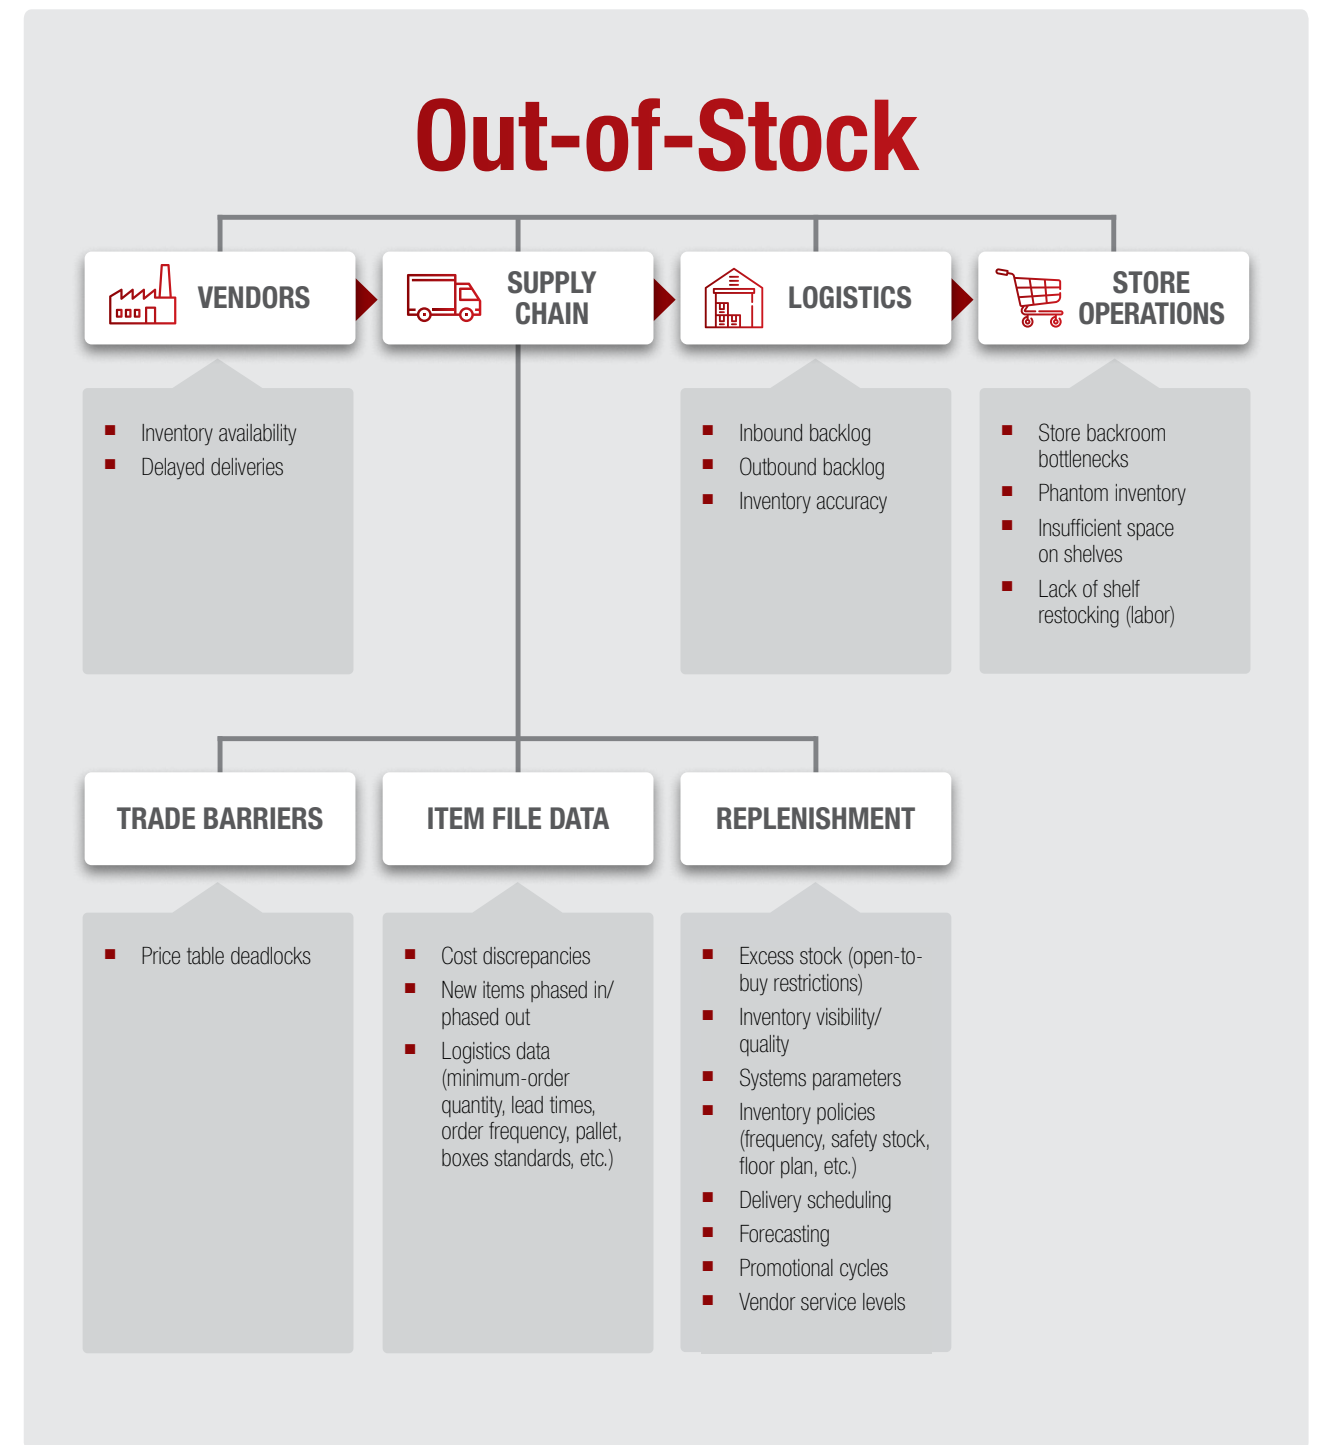 Out-of-Stock
VENDORS
SUPPLY
CHAIN
LOGISTICS
STORE
OPERATIONS
Inventory availability
Delayed deliveries
Inbound backlog
Outbound backlog
Inventory accuracy
Store backroom
bottlenecks
Phantom inventory
Insufficient space
on shelves
Lack of shelf
restocking (labor)
TRADE BARRIERS
ITEM FILE DATA
REPLENISHMENT
Price table deadlocks
Cost discrepancies
New items phased in/
phased out
Logistics data
(minimum-order
quantity, lead times,
order frequency, pallet,
boxes standards, etc.)
Excess stock (open-to-
buy restrictions)
Inventory visibility/
quality
Systems parameters
Inventory policies
(frequency, safety stock,
floor plan, etc.)
Delivery scheduling
Forecasting
Promotional cycles
Vendor service levels